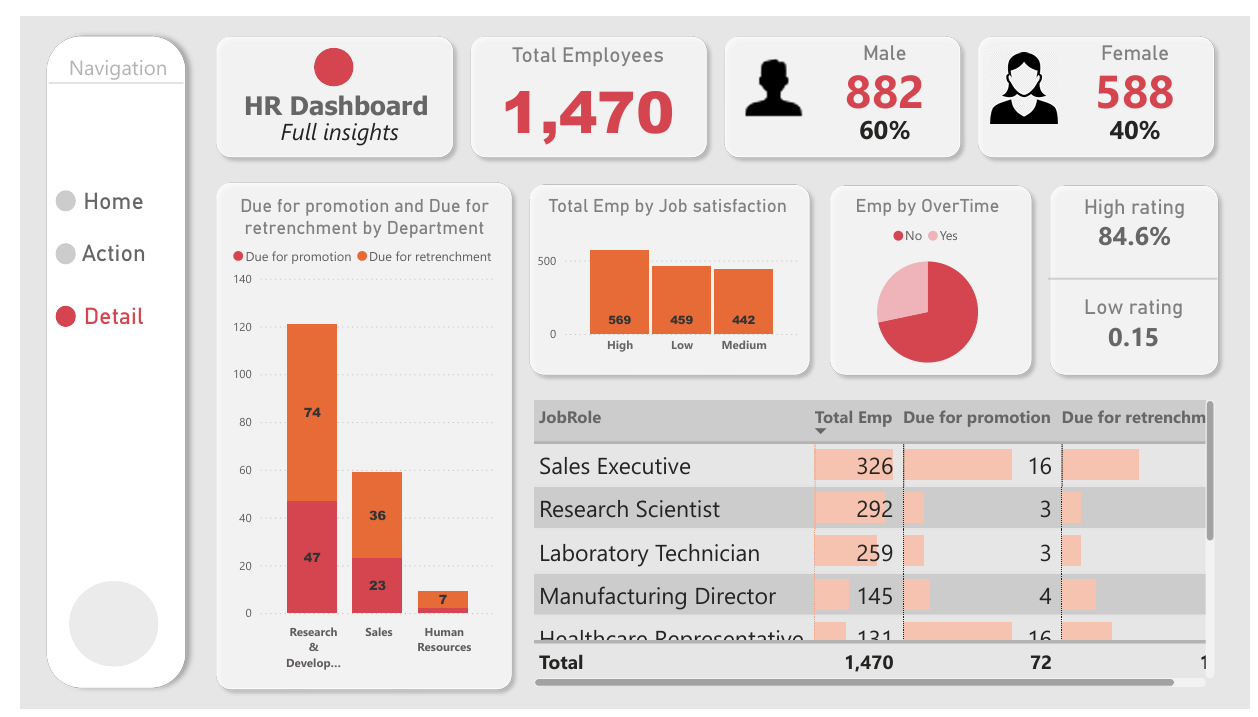 Navigation
Home
Action
Detail
HR Dashboard
Full insights
Total Employees
1,470
Male
882
60%
Female
588
40%
Due for promotion and Due for
retrenchment by Department
Due for promotion Due for retrenchment
140
120
100
80
60
40
20
0
74
47
36
23
7
Research
&
Develop...
Sales
Human
Resources
Total Emp by Job satisfaction
500
0
569 459 442
High Low Medium
Emp by OverTime
No Yes
High rating
84.6%
Low rating
0.15
JobRole Total Emp Due for promotion Due for retrenchm
Sales Executive 326 16
Research Scientist 292 3
Laboratory Technician 259 3
Manufacturing Director 145 4
Healthcare Representative 131 16
Total 1,470 72 1